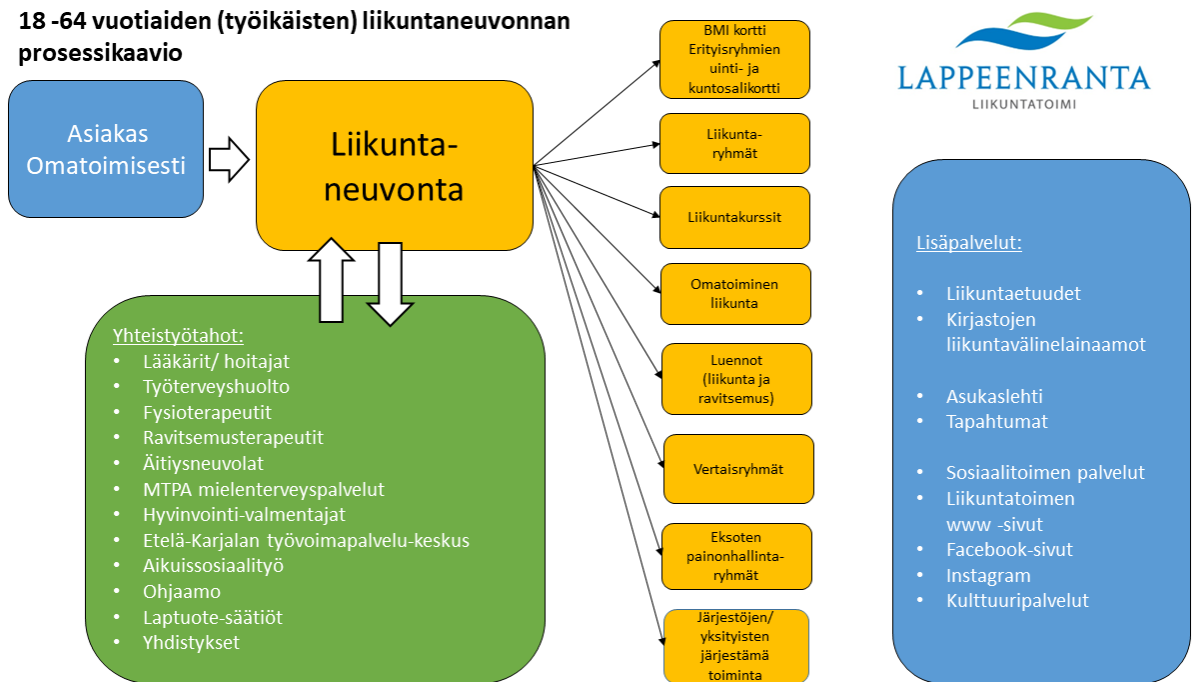 18 -64 vuotiaiden (työikäisten) liikuntaneuvonnan
prosessikaavio
LAPPEENRANTA
LIIKUNTATOIMI
Asiakas
Omatoimisesti
Liikunta-
neuvonta
Yhteistyötahot:
• Lääkärit/ hoitajat
• Työterveyshuolto
• Fysioterapeutit
• Ravitsemusterapeutit
• Äitiysneuvolat
• MTPA mielenterveyspalvelut
• Hyvinvointi-valmentajat
• Etelä-Karjalan työvoimapalvelu-keskus
• Aikuissosiaalityö
• Ohjaamo
• Laptuote-säätiöt
• Yhdistykset
BMI kortti
Erityisryhmien
uinti- ja
kuntosalikortti
Liikunta-
ryhmät
Liikuntakurssit
Omatoiminen
liikunta
Luennot
(liikunta ja
ravitsemus)
Vertaisryhmät
Eksoten
painonhallinta-
ryhmät
Järjestöjen/
yksityisten
järjestämä
toiminta
Lisäpalvelut:
• Liikuntaetuudet
• Kirjastojen
liikuntavälinelainaamot
• Asukaslehti
• Tapahtumat
• Sosiaalitoimen palvelut
• Liikuntatoimen
www -sivut
• Facebook-sivut
• Instagram
• Kulttuuripalvelut